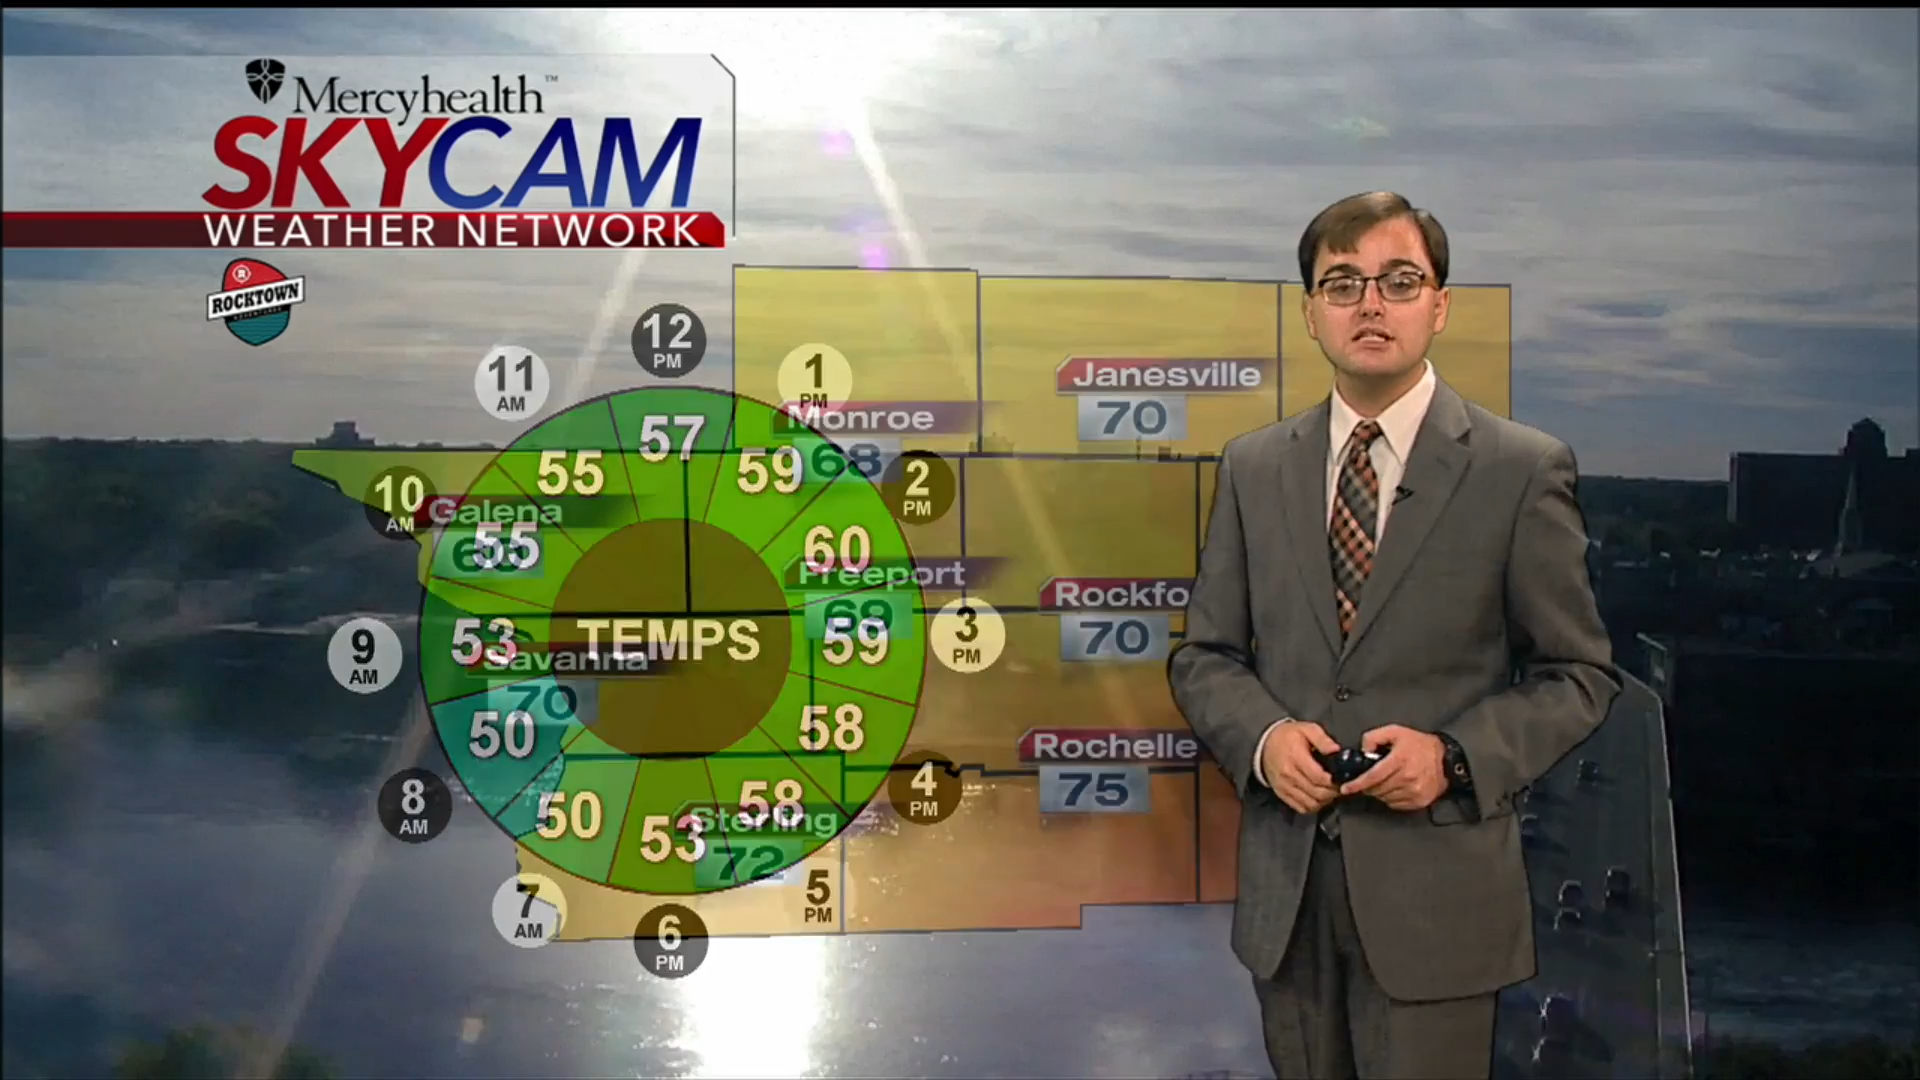 Mercyhealth™
SKYCAM
WEATHER NETWORK
R
ROCKTOWN
ADVENTURES
12
PM
11
AM
1
PM
Janesville
70
Monroe
68
57
55
59
10
AM
2
PM
Galena
55
60
Freeport
69
59
3
PM
Rockfo
70
9
AM
53
TEMPS
Savanna
70
50
58
Rochelle
75
8
AM
4
PM
50
53
58
Sterling
72
7
AM
5
PM
6
PM